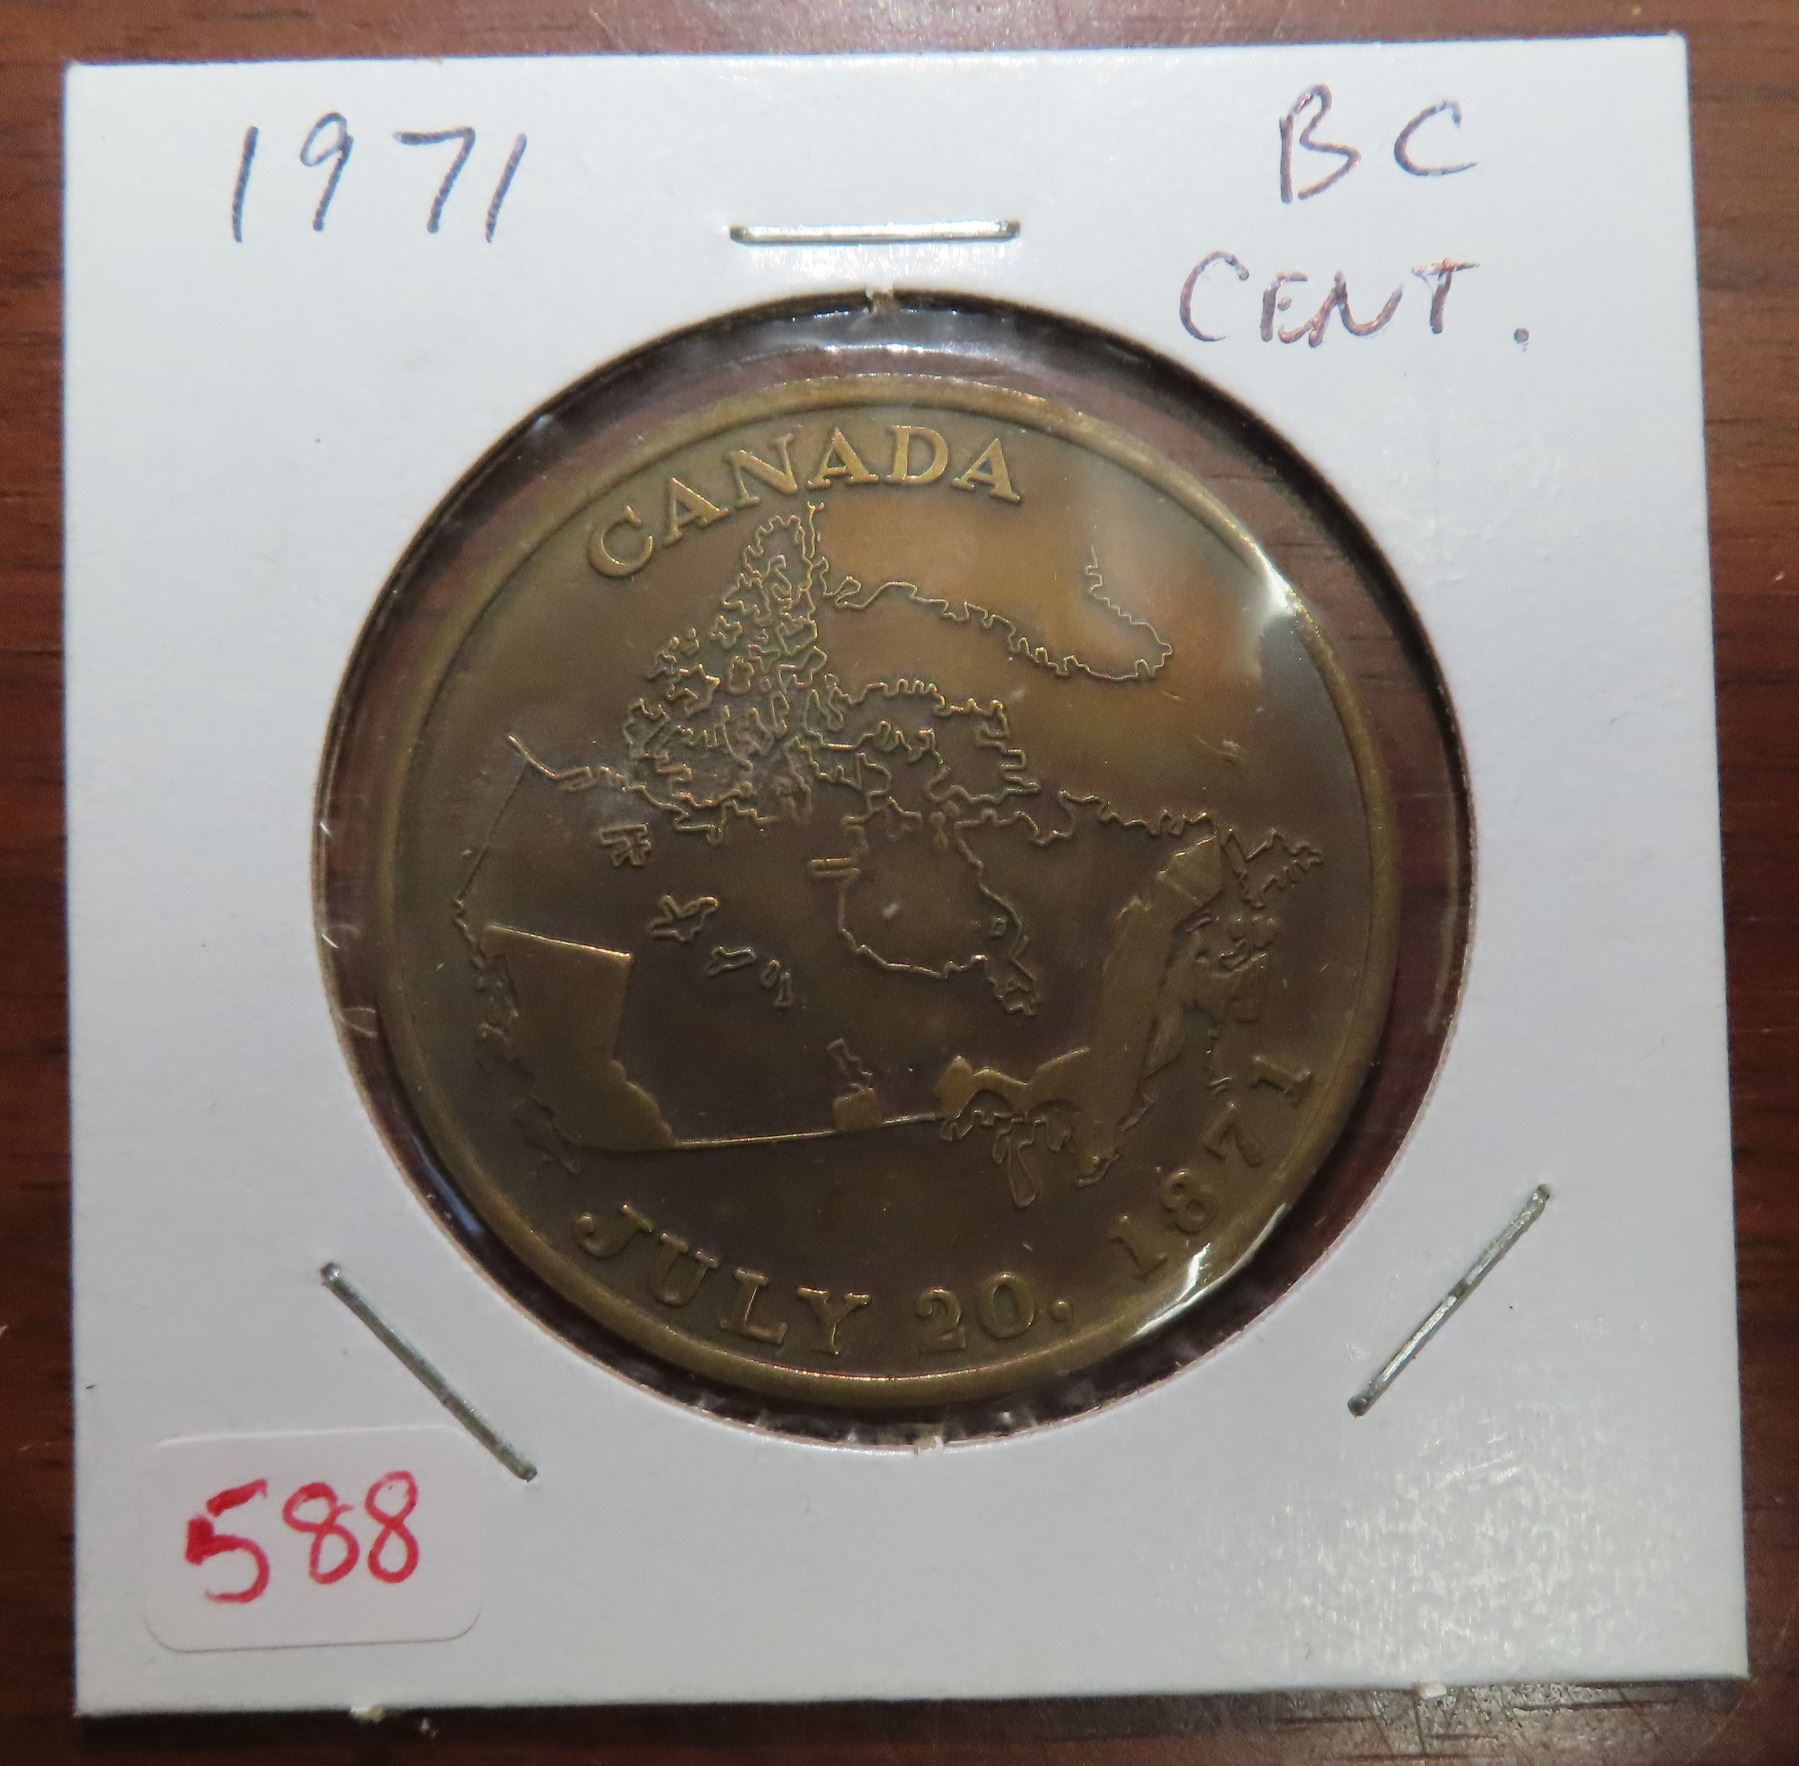 1971
BC
CENT.
CANADA
JULY 20, 1871
588